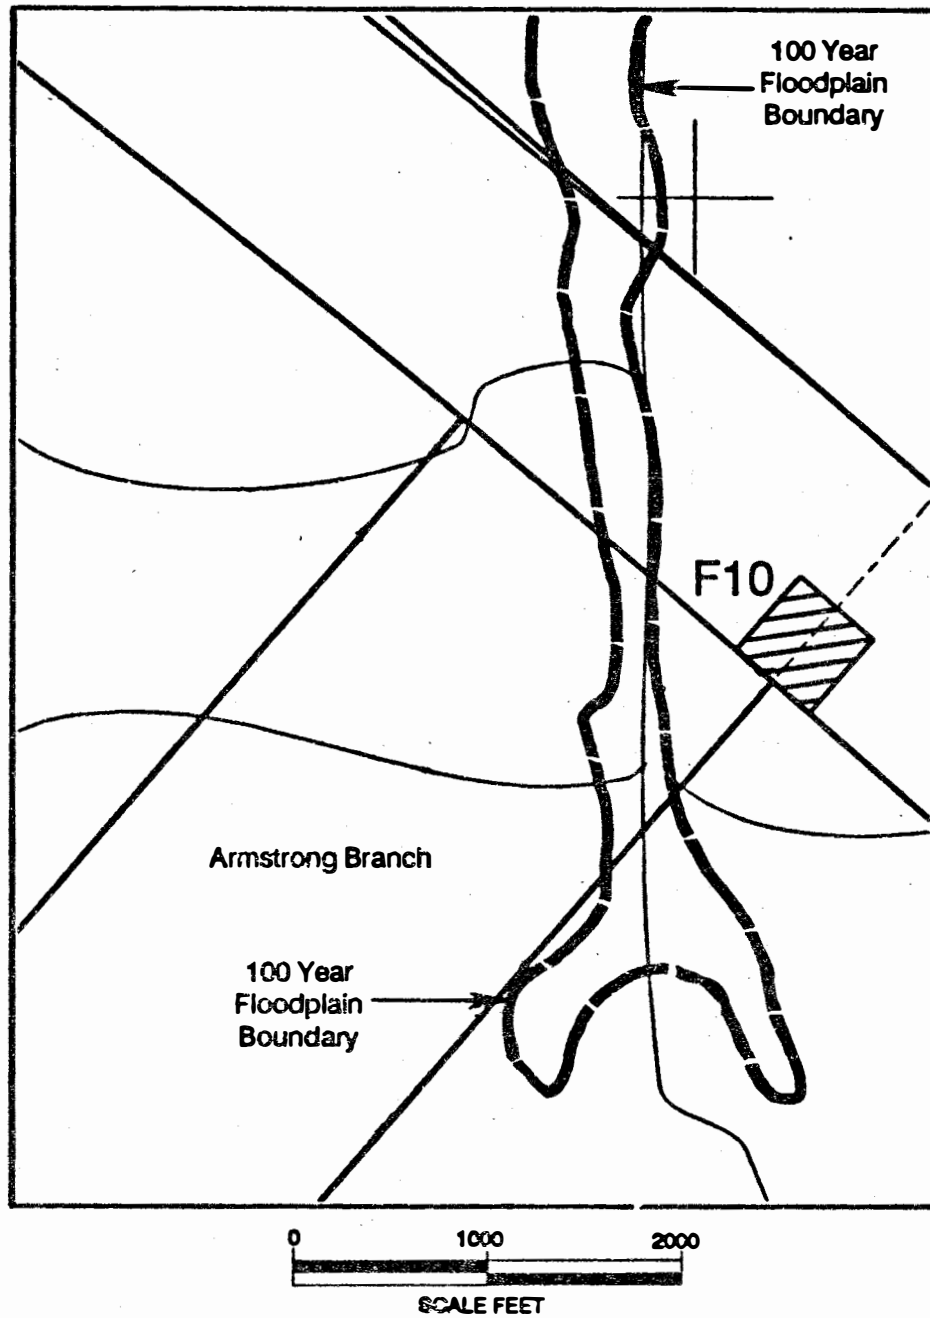 100 Year
Floodplain
Boundary
F10
Armstrong Branch
100 Year
Floodplain
Boundary
0 1000 2000
SCALE FEET